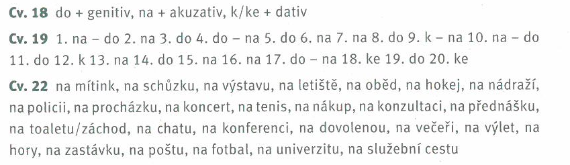 Cv. 18 do + genitiv, na + akuzativ, k/ke + dativ
Cv. 19 1. na – do 2. na 3. do 4. do – na 5. do 6. na 7. na 8. do 9. k – na 10. na – do
11. do 12. k 13. na 14. do 15. na 16. na 17. do – na 18. ke 19. do 20. ke
Cv. 22 na mítink, na schůzku, na výstavu, na letiště, na oběd, na hokej, na nádraží,
na policii, na procházku, na koncert, na tenis, na nákup, na konzultaci, na přednášku,
na toaletu/záchod, na chatu, na konferenci, na dovolenou, na večeři, na výlet, na
hory, na zastávku, na poštu, na fotbal, na univerzitu, na služební cestu